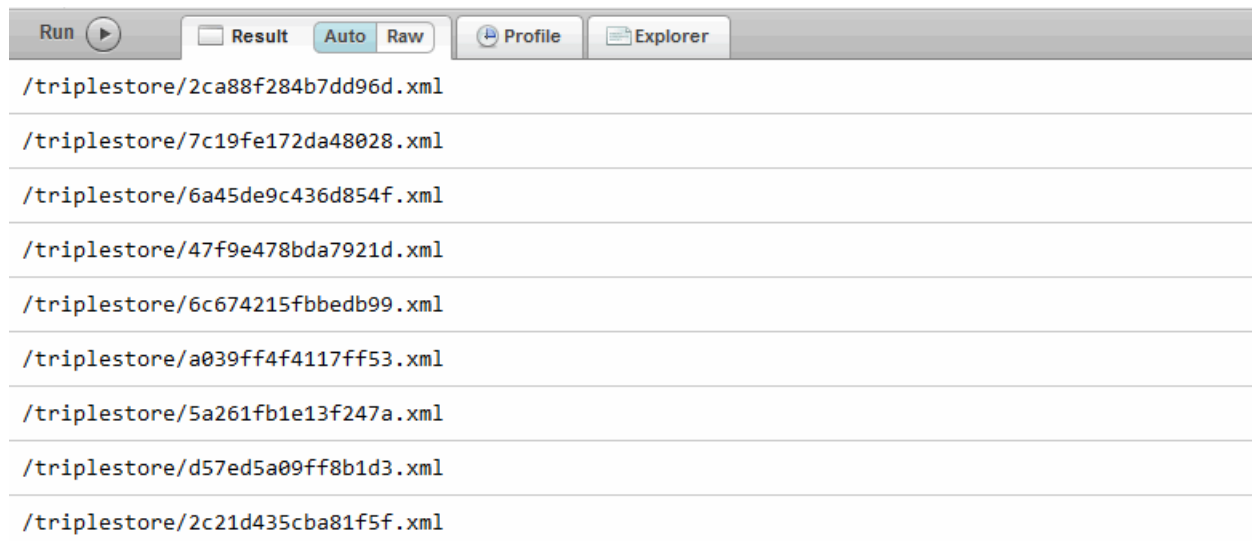 Run Result Auto Raw Profile Explorer
/triplestore/2ca88f284b7dd96d.xml
/triplestore/7c19fe172da48028.xml
/triplestore/6a45de9c436d854f.xml
/triplestore/47f9e478bda7921d.xml
/triplestore/6c674215fbbedb99.xml
/triplestore/a039ff4f4117ff53.xml
/triplestore/5a261fb1e13f247a.xml
/triplestore/d57ed5a09ff8b1d3.xml
/triplestore/2c21d435cba81f5f.xml